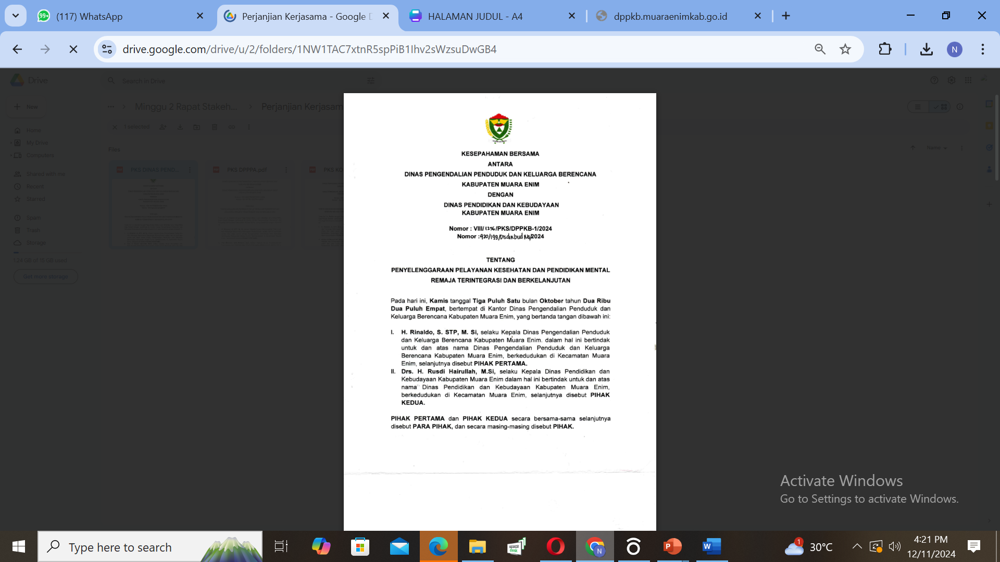 (117) WhatsApp
Perjanjian Kerjasama - Google D
HALAMAN JUDUL - A4
dppkb.muaraenimkab.go.id
drive.google.com/drive/u/2/folders/1NW1TAC7xtnR5spPiB1Ihv2sWzsuDwGB4
N
Drive
Search in Drive
New
Minggu 2 Rapat Stakeh...
Perjanjian Kerjasam
1 selected
Home
My Drive
Computers
Shared with me
Recent
Starred
Spam
Trash
Storage
1.24 GB of 15 GB used
Get more storage
Files
Name
PKS DINAS PEND...
PKS DPPPA.pdf
PKS KO
KESEPAHAMAN BERSAMA
ANTARA
DINAS PENGENDALIAN PENDUDUK DAN KELUARGA BERENCANA
KABUPATEN MUARA ENIM
DENGAN
DINAS PENDIDIKAN DAN KEBUDAYAAN
KABUPATEN MUARA ENIM
Nomor : VIII/1256/PKS/DPPKB-1/2024
Nomor :420/199/Disdikbud ME/2024
TENTANG
PENYELENGGARAAN PELAYANAN KESEHATAN DAN PENDIDIKAN MENTAL
REMAJA TERINTEGRASI DAN BERKELANJUTAN
Pada hari ini, Kamis tanggal Tiga Puluh Satu bulan Oktober tahun Dua Ribu
Dua Puluh Empat, bertempat di Kantor Dinas Pengendalian Penduduk dan
Keluarga Berencana Kabupaten Muara Enim, yang bertanda tangan dibawah ini:
I. H. Rinaldo, S. STP, M. Si, selaku Kepala Dinas Pengendalian Penduduk
dan Keluarga Berencana Kabupaten Muara Enim. dalam hal ini bertindak
untuk dan atas nama Dinas Pengendalian Penduduk dan Keluarga
Berencana Kabupaten Muara Enim, berkedudukan di Kecamatan Muara
Enim, selanjutnya disebut PIHAK PERTAMA.
II. Drs. H. Rusdi Hairullah, M.Si, selaku Kepala Dinas Pendidikan dan
Kebudayaan Kabupaten Muara Enim dalam hal ini bertindak untuk dan atas
nama Dinas Pendidikan dan Kebudayaan Kabupaten Muara Enim,
berkedudukan di Kecamatan Muara Enim, selanjutnya disebut PIHAK
KEDUA.
PIHAK PERTAMA dan PIHAK KEDUA secara bersama-sama selanjutnya
disebut PARA PIHAK, dan secara masing-masing disebut PIHAK.
Activate Windows
Go to Settings to activate Windows.
Type here to search
30°C
4:21 PM
12/11/2024